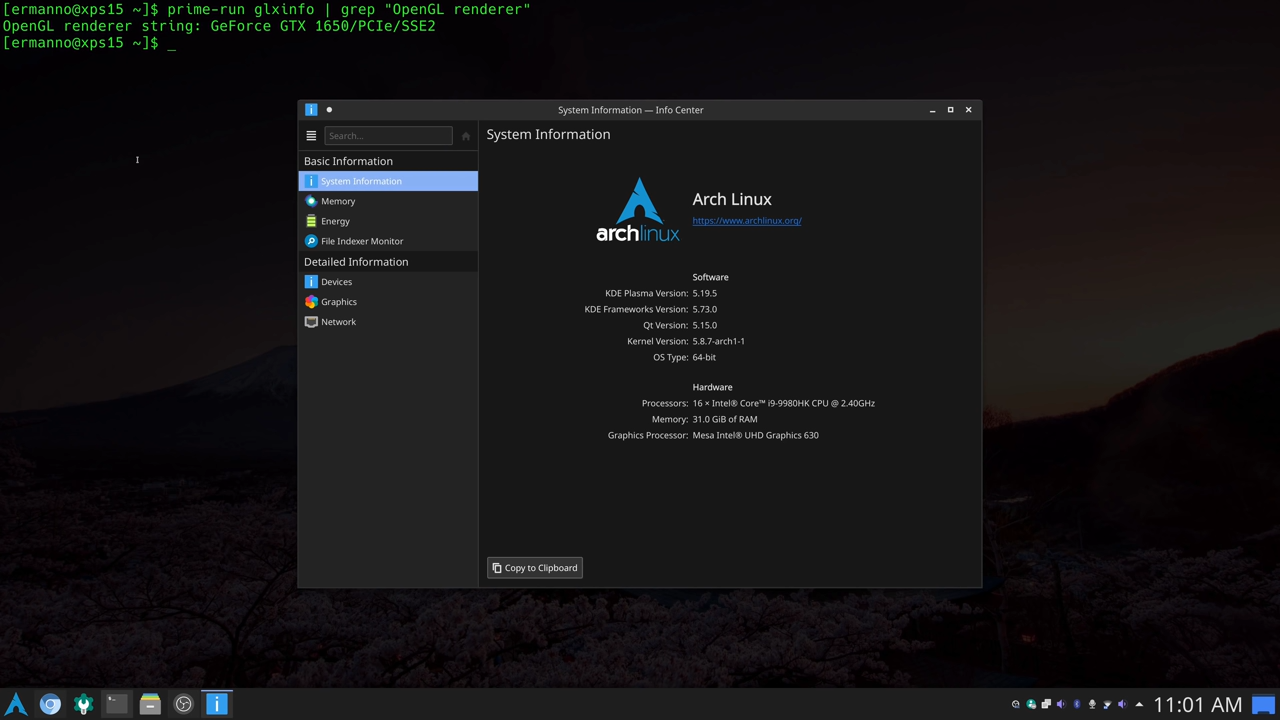 [ermanno@xps15 ~]$ prime-run glxinfo | grep "OpenGL renderer"
OpenGL renderer string: GeForce GTX 1650/PCIe/SSE2
[ermanno@xps15 ~]$ _
System Information — Info Center
Search...
System Information
Basic Information
System Information
Memory
Energy
File Indexer Monitor
Detailed Information
Devices
Graphics
Network
archlinux
Arch Linux
https://www.archlinux.org/
Software
KDE Plasma Version: 5.19.5
KDE Frameworks Version: 5.73.0
Qt Version: 5.15.0
Kernel Version: 5.8.7-arch1-1
OS Type: 64-bit
Hardware
Processors: 16 × Intel® Core™ i9-9980HK CPU @ 2.40GHz
Memory: 31.0 GiB of RAM
Graphics Processor: Mesa Intel® UHD Graphics 630
Copy to Clipboard
11:01 AM